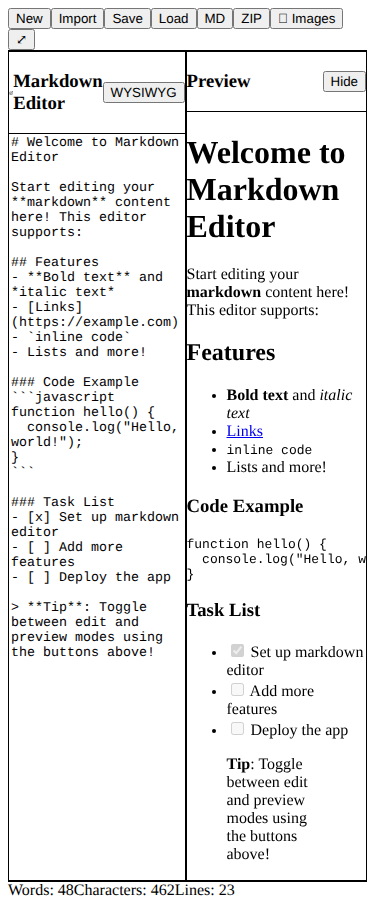 New Import Save Load MD ZIP Images
⤢
Markdown
Editor
WYSIWYG
# Welcome to Markdown
Editor
Start editing your
**markdown** content
here! This editor
supports:
## Features
- **Bold text** and
*italic text*
- [Links]
(https://example.com)
- `inline code`
- Lists and more!
### Code Example
```javascript
function hello() {
  console.log("Hello,
world!");
}
```
### Task List
- [x] Set up markdown
editor
- [ ] Add more
features
- [ ] Deploy the app
> **Tip**: Toggle
between edit and
preview modes using
the buttons above!
Preview
Hide
Welcome to
Markdown
Editor
Start editing your
markdown content here!
This editor supports:
Features
Bold text and italic
text
Links
inline code
Lists and more!
Code Example
function hello() {
  console.log("Hello, w
}
Task List
Set up markdown
editor
Add more
features
Deploy the app
Tip: Toggle
between edit
and preview
modes using
the buttons
above!
Words: 48Characters: 462Lines: 23